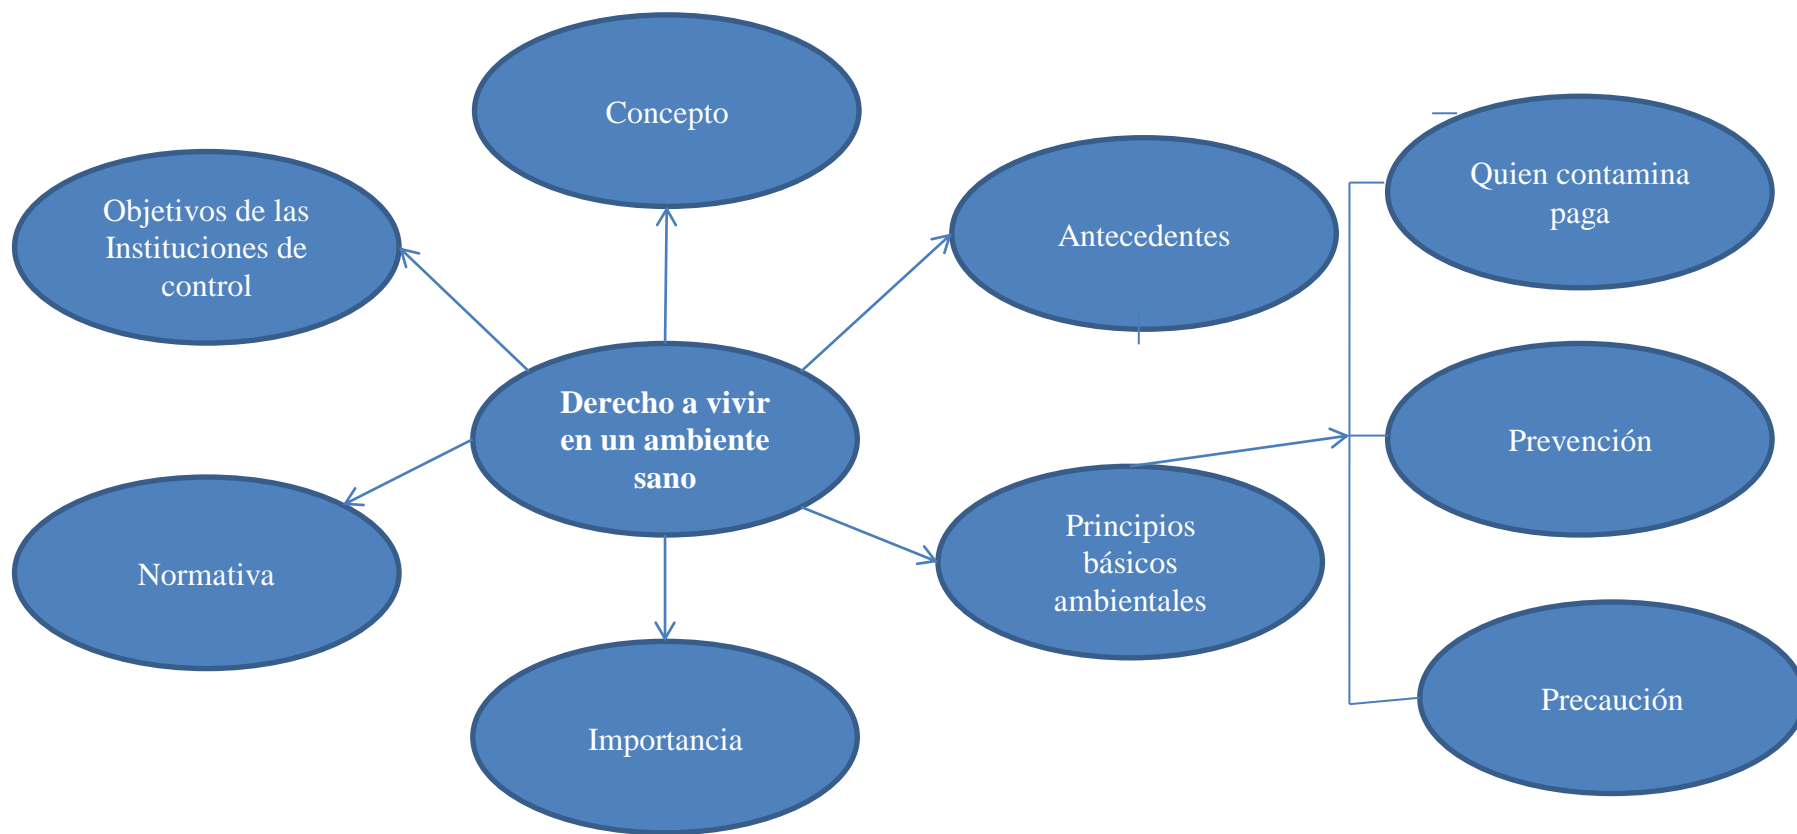 Concepto
Quien contamina
paga
Objetivos de las
Instituciones de
control
Antecedentes
Derecho a vivir
en un ambiente
sano
Prevención
Principios
básicos
ambientales
Normativa
Precaución
Importancia